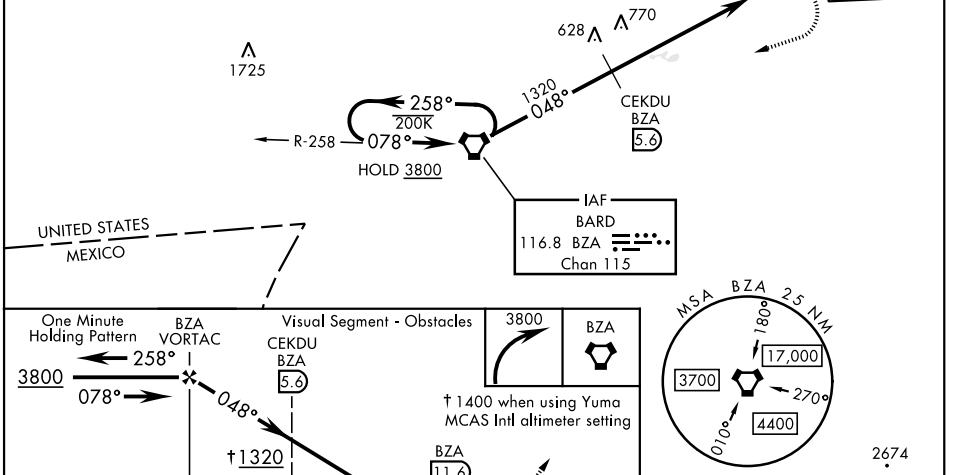 628
770
1725
1320
048°
CEKDU
BZA
5.6
258°
200K
R-258
078°
HOLD 3800
IAF
BARD
116.8 BZA
Chan 115
UNITED STATES
MEXICO
One Minute
Holding Pattern
BZA
VORTAC
Visual Segment - Obstacles
CEKDU
BZA
5.6
258°
3800
078°
048°
†1320
3800
BZA
† 1400 when using Yuma
MCAS Intl altimeter setting
BZA
11.6
MSA BZA 25 NM
180°
17,000
3700
270°
4400
010°
2674